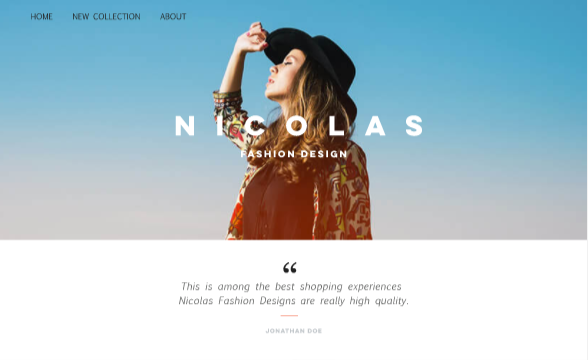 HOME NEW COLLECTION ABOUT
NICOLAS
FASHION DESIGN
“
This is among the best shopping experiences
Nicolas Fashion Designs are really high quality.
JONATHAN DOE